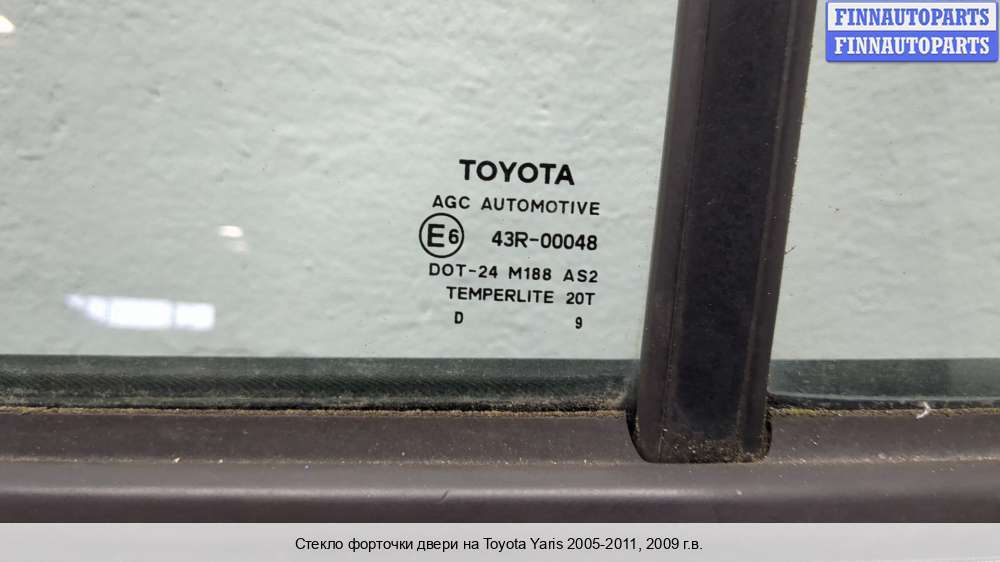 FINNAUTOPARTS
FINNAUTOPARTS
TOYOTA
AGC AUTOMOTIVE
E6 43R-00048
DOT-24 M188 AS2
TEMPERLITE 20T
D 9
Стекло форточки двери на Toyota Yaris 2005-2011, 2009 г.в.